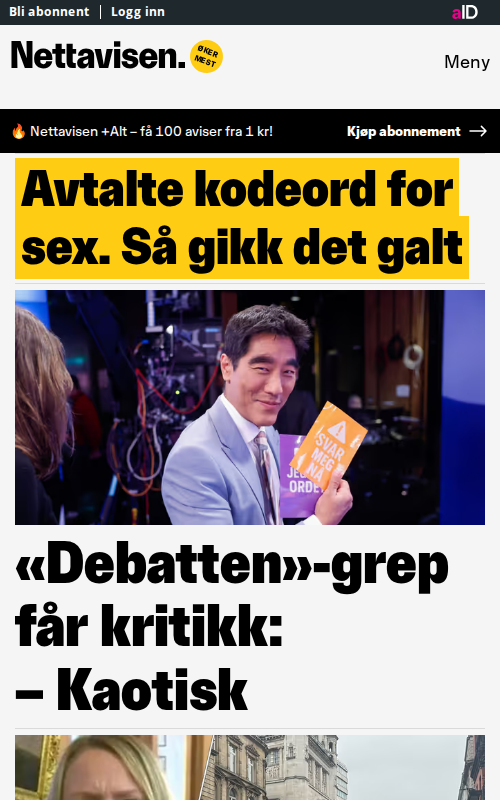 Bli abonnent | Logg inn
aID
Nettavisen.
ØKER
MEST
Meny
Nettavisen +Alt – få 100 aviser fra 1 kr!
Kjøp abonnement
Avtalte kodeord for
sex. Så gikk det galt
SVAR
MEG
NÅ
ORDET
«Debatten»-grep
får kritikk:
– Kaotisk